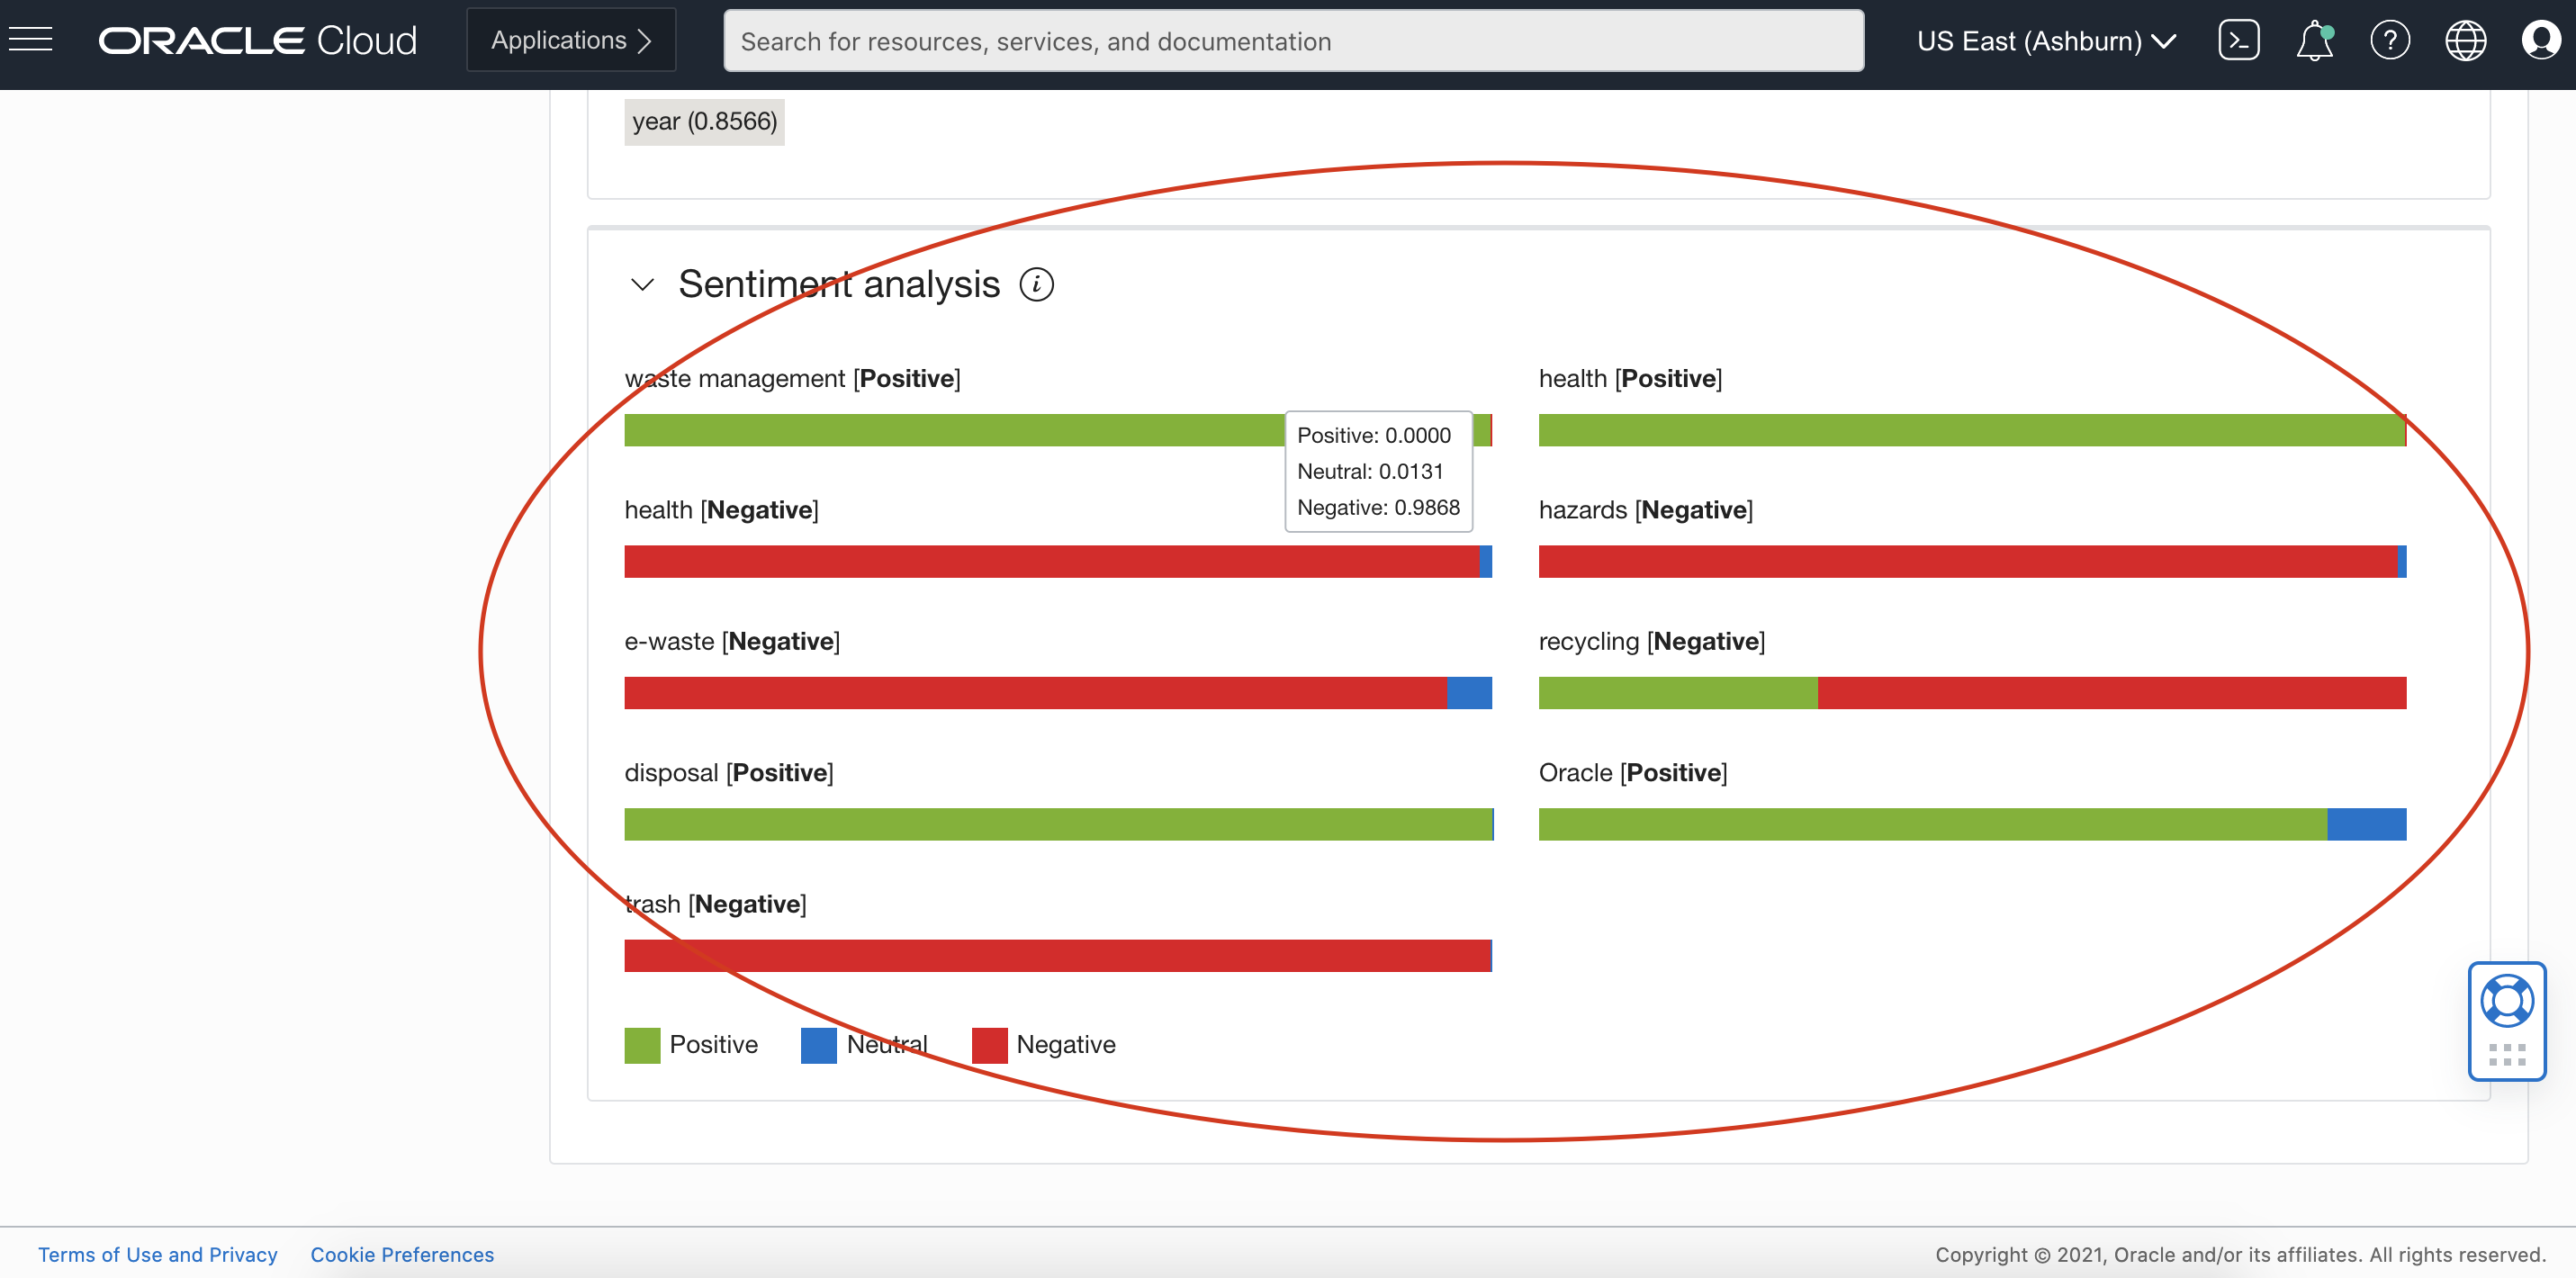 ORACLE Cloud
Applications
Search for resources, services, and documentation
US East (Ashburn)
year (0.8566)
Sentiment analysis
waste management [Positive]
health [Positive]
Positive: 0.0000
Neutral: 0.0131
Negative: 0.9868
health [Negative]
hazards [Negative]
e-waste [Negative]
recycling [Negative]
disposal [Positive]
Oracle [Positive]
trash [Negative]
Positive
Neutral
Negative
Terms of Use and Privacy
Cookie Preferences
Copyright © 2021, Oracle and/or its affiliates. All rights reserved.